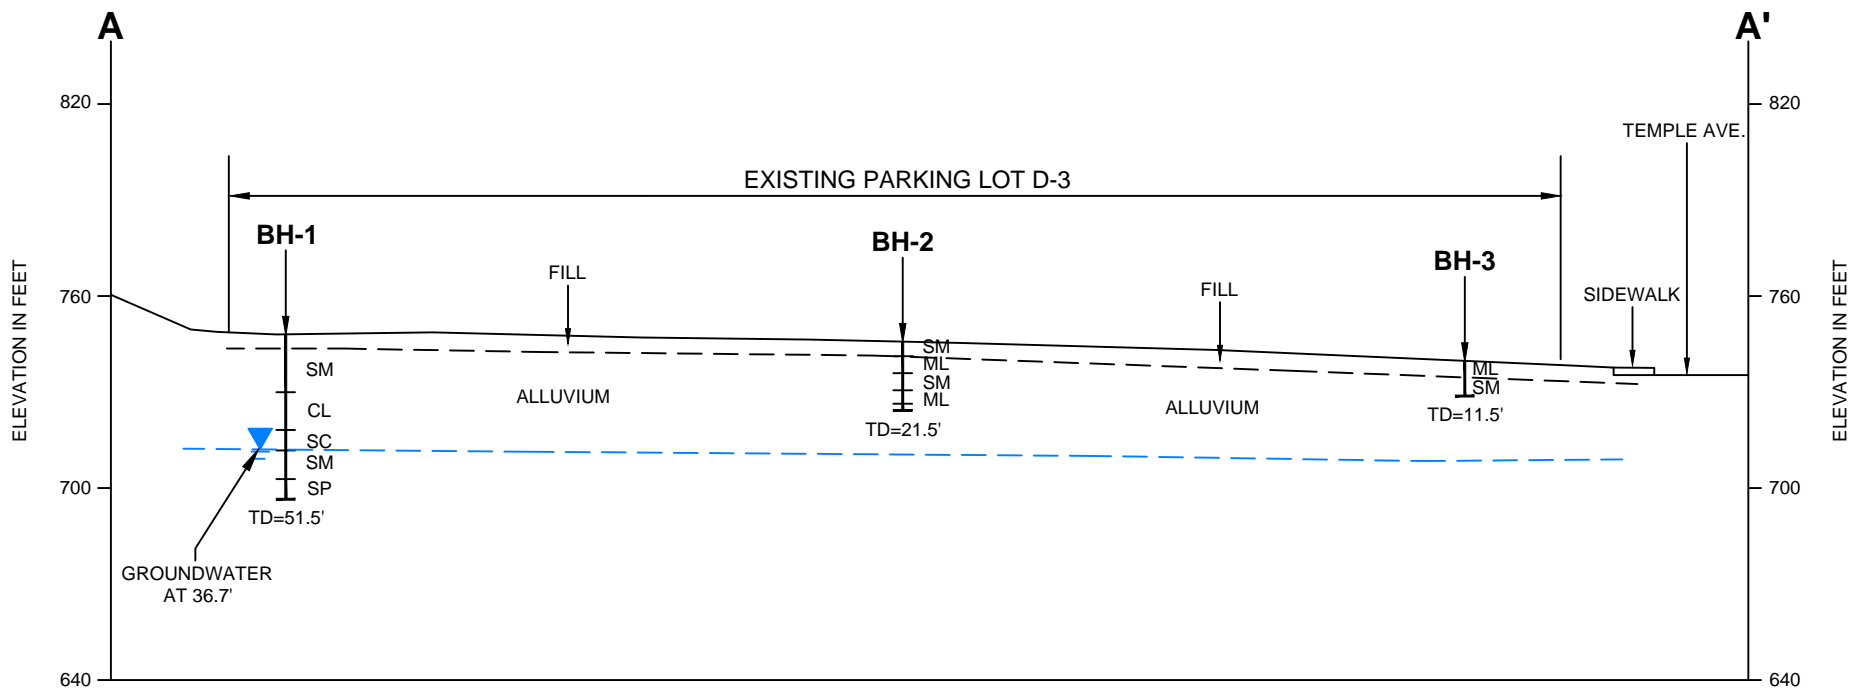 A
A'
820
820
TEMPLE AVE.
EXISTING PARKING LOT D-3
BH-1
BH-2
BH-3
FILL
FILL
SIDEWALK
760
760
ELEVATION IN FEET
ELEVATION IN FEET
SM
CL
SC
SM
SP
TD=51.5'
ALLUVIUM
SM
ML
SM
ML
TD=21.5'
ALLUVIUM
ML
SM
TD=11.5'
700
700
GROUNDWATER
AT 36.7'
640
640